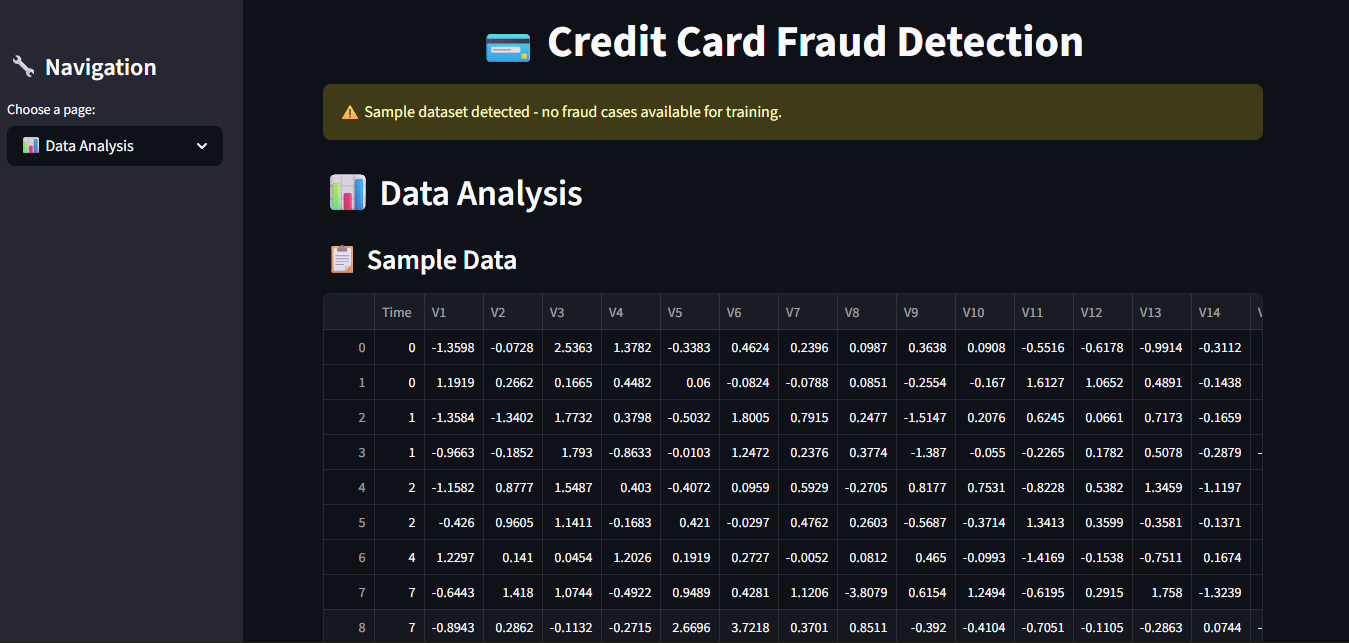 Credit Card Fraud Detection
Navigation
Choose a page:
Data Analysis
Sample dataset detected - no fraud cases available for training.
Data Analysis
Sample Data
Time V1 V2 V3 V4 V5 V6 V7 V8 V9 V10 V11 V12 V13 V14
0 0 -1.3598 -0.0728 2.5363 1.3782 -0.3383 0.4624 0.2396 0.0987 0.3638 0.0908 -0.5516 -0.6178 -0.9914 -0.3112
1 0 1.1919 0.2662 0.1665 0.4482 0.06 -0.0824 -0.0788 0.0851 -0.2554 -0.167 1.6127 1.0652 0.4891 -0.1438
2 1 -1.3584 -1.3402 1.7732 0.3798 -0.5032 1.8005 0.7915 0.2477 -1.5147 0.2076 0.6245 0.0661 0.7173 -0.1659
3 1 -0.9663 -0.1852 1.793 -0.8633 -0.0103 1.2472 0.2376 0.3774 -1.387 -0.055 -0.2265 0.1782 0.5078 -0.2879
4 2 -1.1582 0.8777 1.5487 0.403 -0.4072 0.0959 0.5929 -0.2705 0.8177 0.7531 -0.8228 0.5382 1.3459 -1.1197
5 2 -0.426 0.9605 1.1411 -0.1683 0.421 -0.0297 0.4762 0.2603 -0.5687 -0.3714 1.3413 0.3599 -0.3581 -0.1371
6 4 1.2297 0.141 0.0454 1.2026 0.1919 0.2727 -0.0052 0.0812 0.465 -0.0993 -1.4169 -0.1538 -0.7511 0.1674
7 7 -0.6443 1.418 1.0744 -0.4922 0.9489 0.4281 1.1206 -3.8079 0.6154 1.2494 -0.6195 0.2915 1.758 -1.3239
8 7 -0.8943 0.2862 -0.1132 -0.2715 2.6696 3.7218 0.3701 0.8511 -0.392 -0.4104 -0.7051 -0.1105 -0.2863 0.0744